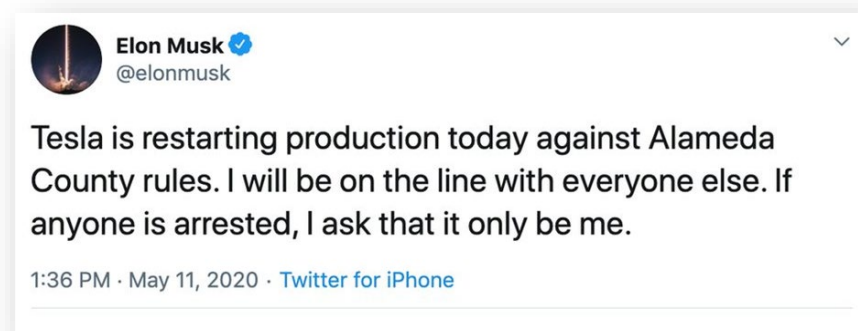 Elon Musk
@elonmusk
Tesla is restarting production today against Alameda
County rules. I will be on the line with everyone else. If
anyone is arrested, I ask that it only be me.
1:36 PM · May 11, 2020 · Twitter for iPhone